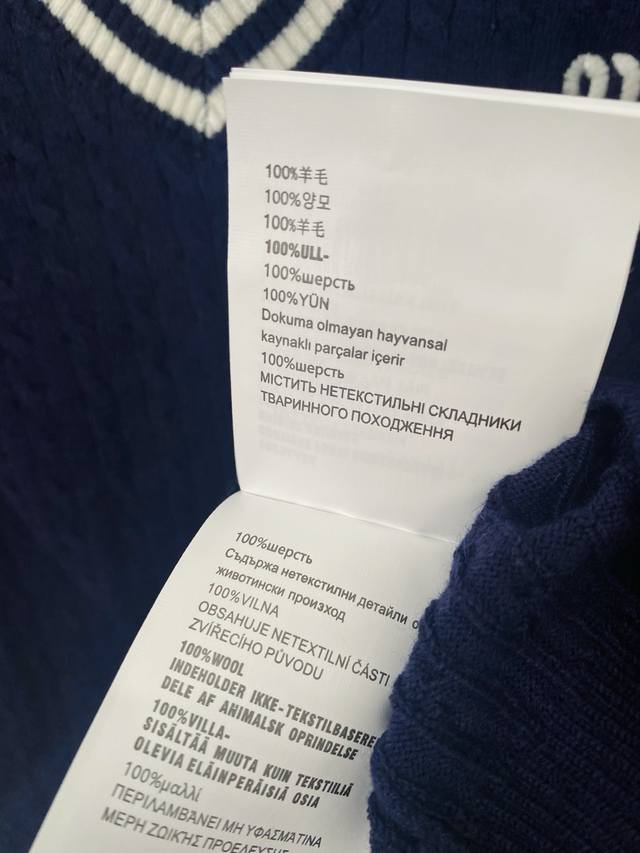 100%羊毛
100%양모
100%羊毛
100%ULL-
100%шерсть
100%YÜN
Dokuma olmayan hayvansal
kaynaklı parçalar içerir
100%шерсть
МІСТИТЬ НЕТЕКСТИЛЬНІ СКЛАДНИКИ
ТВАРИННОГО ПОХОДЖЕННЯ
100%шерсть
Съдържа нетекстилни детайли о
животински произход
100%VILNA
OBSAHUJE NETEXTILNÍ ČÁSTI
ZVÍŘECÍHO PŮVODU
100%WOOL
INDEHOLDER IKKE-TEKSTILBASERE
DELE AF ANIMALSK OPRINDELSE
100%VILLA-
SISÄLTÄÄ MUUTA KUIN TEKSTIILIÄ
OLEVIA ELÄINPERÄISIÄ OSIA
100%μαλλί
ΠΕΡΙΛΑΜΒΑΝΕΙ ΜΗ ΥΦΑΣΜΑΤΙΝΑ
ΜΕΡΗ ΖΩΙΚΗΣ ΠΡΟΕΛΕΥΣΗΣ